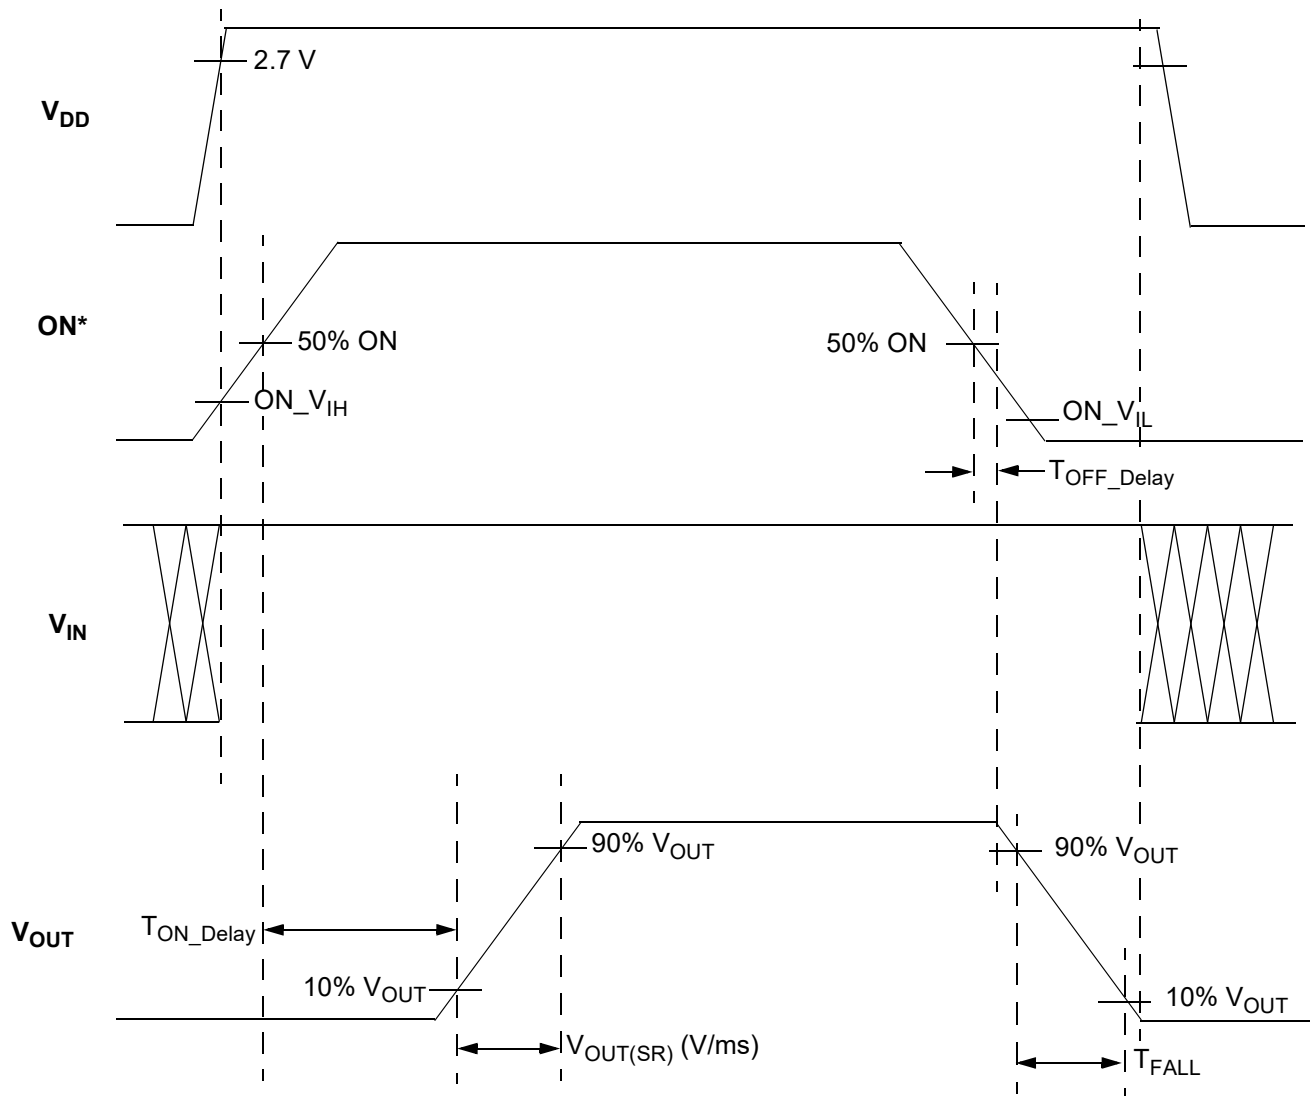 2.7 V
V_DD
ON*
50% ON
50% ON
ON_V_IH
ON_V_IL
T_OFF_Delay
V_IN
90% V_OUT
90% V_OUT
V_OUT
T_ON_Delay
10% V_OUT
10% V_OUT
V_OUT(SR) (V/ms)
T_FALL